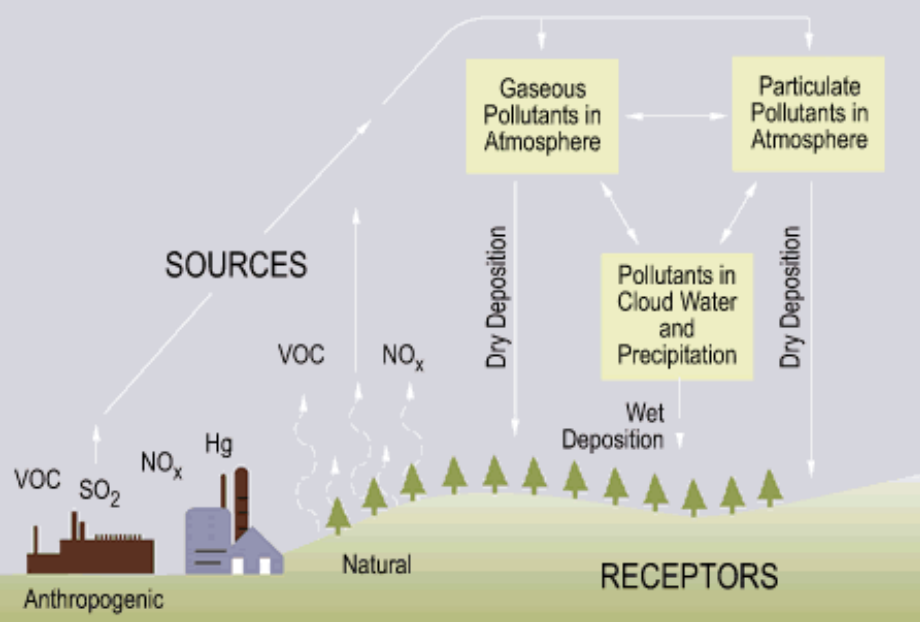 Gaseous
Pollutants in
Atmosphere
Particulate
Pollutants in
Atmosphere
SOURCES
Dry Deposition
Pollutants in
Cloud Water
and
Precipitation
Dry Deposition
VOC
NOx
Wet
Deposition
VOC
SO2
NOx
Hg
Natural
RECEPTORS
Anthropogenic